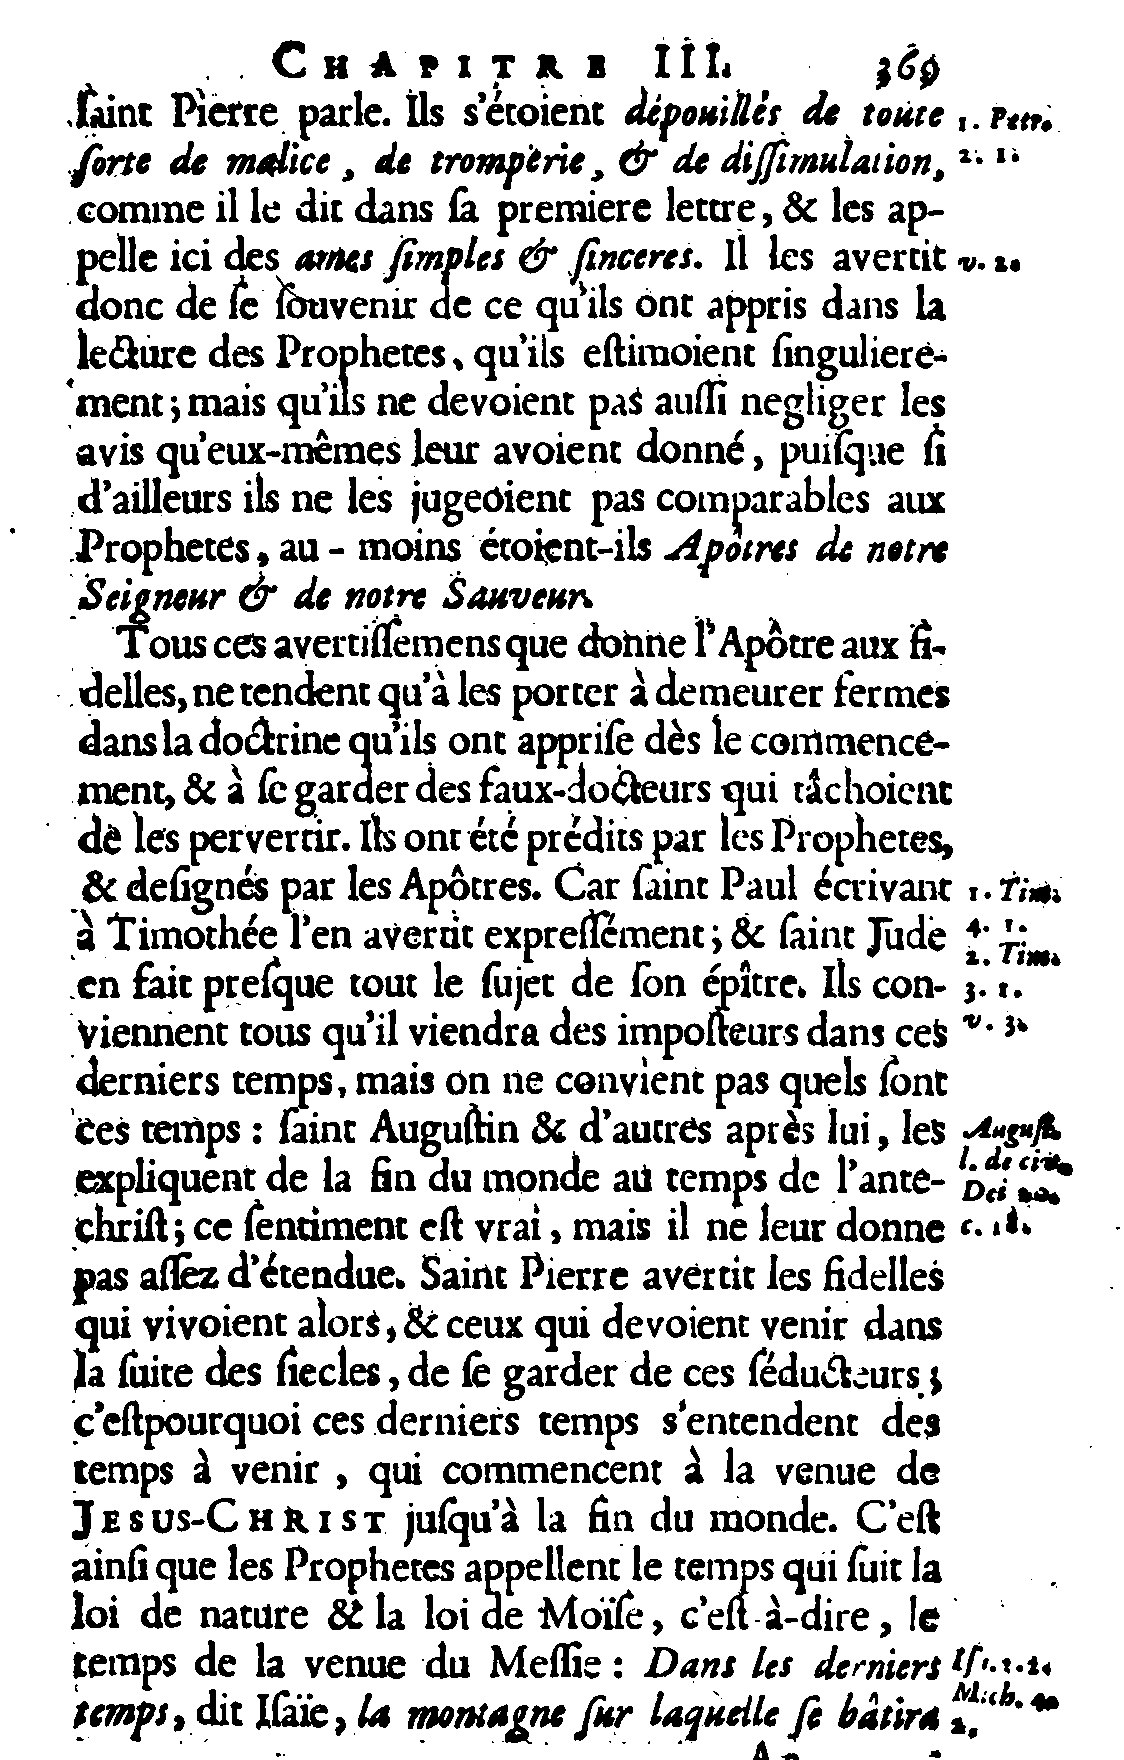 CHAPITRE III. 369
ſaint Pierre parle. Ils s'étoient dépouillés de toute 1. Petr.
ſorte de malice, de tromperie, & de diſſimulation, 2. 1.
comme il le dit dans ſa premiere lettre, & les ap-
pelle ici des ames ſimples & ſinceres. Il les avertit v. 2.
donc de ſe ſouvenir de ce qu'ils ont appris dans la
lecture des Prophetes, qu'ils eſtimoient ſinguliere-
ment; mais qu'ils ne devoient pas auſſi negliger les
avis qu'eux-mêmes leur avoient donné, puiſque ſi
d'ailleurs ils ne les jugeoient pas comparables aux
Prophetes, au-moins étoient-ils Apôtres de notre
Seigneur & de notre Sauveur.
Tous ces avertiſſemens que donne l'Apôtre aux fi-
delles, ne tendent qu'à les porter à demeurer fermes
dans la doctrine qu'ils ont appriſe dès le commence-
ment, & à ſe garder des faux-docteurs qui tâchoient
de les pervertir. Ils ont été prédits par les Prophetes,
& deſignés par les Apôtres. Car ſaint Paul écrivant 1. Tim.
à Timothée l'en avertit expreſſément; & ſaint Jude 4. 1.
2. Tim.
en fait preſque tout le ſujet de ſon épître. Ils con- 3. 1.
viennent tous qu'il viendra des impoſteurs dans ces v. 3.
derniers temps, mais on ne convient pas quels ſont
ces temps : ſaint Auguſtin & d'autres après lui, les Auguſt.
expliquent de la fin du monde au temps de l'ante- l. de civ.
Dei 20.
chriſt; ce ſentiment eſt vrai, mais il ne leur donne c. 18.
pas aſſez d'étendue. Saint Pierre avertit les fidelles
qui vivoient alors, & ceux qui devoient venir dans
la ſuite des ſiecles, de ſe garder de ces ſéducteurs;
c'eſtpourquoi ces derniers temps s'entendent des
temps à venir, qui commencent à la venue de
JESUS-CHRIST juſqu'à la fin du monde. C'eſt
ainſi que les Prophetes appellent le temps qui ſuit la
loi de nature & la loi de Moïſe, c'eſt-à-dire, le
temps de la venue du Meſſie : Dans les derniers Iſ. 2. 2.
temps, dit Iſaïe, la montagne ſur laquelle ſe bâtira Mich. 4.
2.